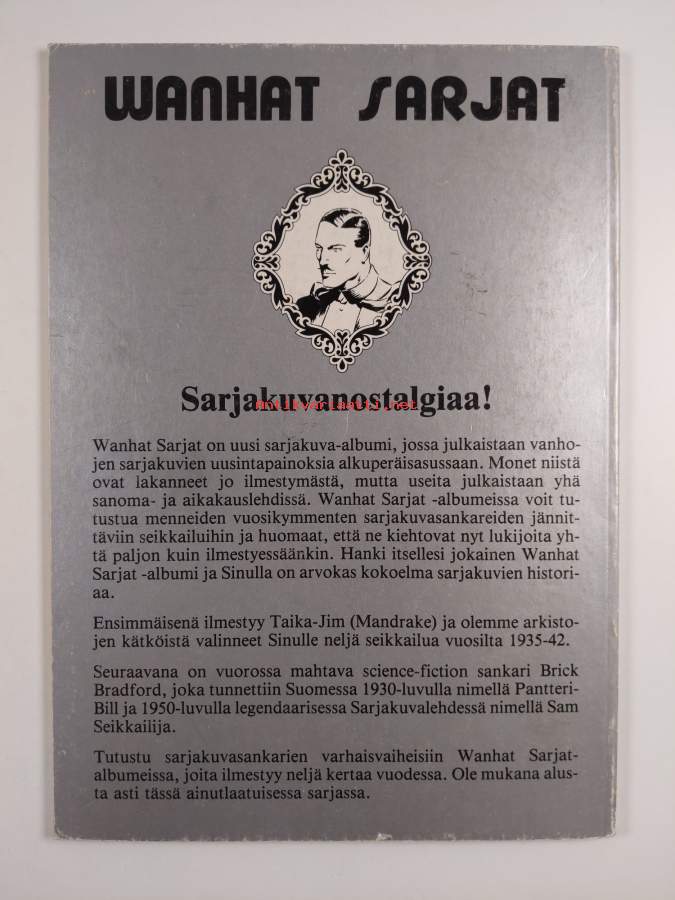 WANHAT SARJAT
Sarjakuvanostalgiaa!
antikvariaatti.net
Wanhat Sarjat on uusi sarjakuva-albumi, jossa julkaistaan vanho-
jen sarjakuvien uusintapainoksia alkuperäisasussaan. Monet niistä
ovat lakanneet jo ilmestymästä, mutta useita julkaistaan yhä
sanoma- ja aikakauslehdissä. Wanhat Sarjat -albumeissa voit tu-
tustua menneiden vuosikymmenten sarjakuvasankareiden jännit-
täviin seikkailuihin ja huomaat, että ne kiehtovat nyt lukijoita yh-
tä paljon kuin ilmestyessäänkin. Hanki itsellesi jokainen Wanhat
Sarjat -albumi ja Sinulla on arvokas kokoelma sarjakuvien histori-
aa.
Ensimmäisenä ilmestyy Taika-Jim (Mandrake) ja olemme arkisto-
jen kätköistä valinneet Sinulle neljä seikkailua vuosilta 1935-42.
Seuraavana on vuorossa mahtava science-fiction sankari Brick
Bradford, joka tunnettiin Suomessa 1930-luvulla nimellä Pantteri-
Bill ja 1950-luvulla legendaarisessa Sarjakuvalehdessä nimellä Sam
Seikkailija.
Tutustu sarjakuvasankarien varhaisvaiheisiin Wanhat Sarjat-
albumeissa, joita ilmestyy neljä kertaa vuodessa. Ole mukana alus-
ta asti tässä ainutlaatuisessa sarjassa.